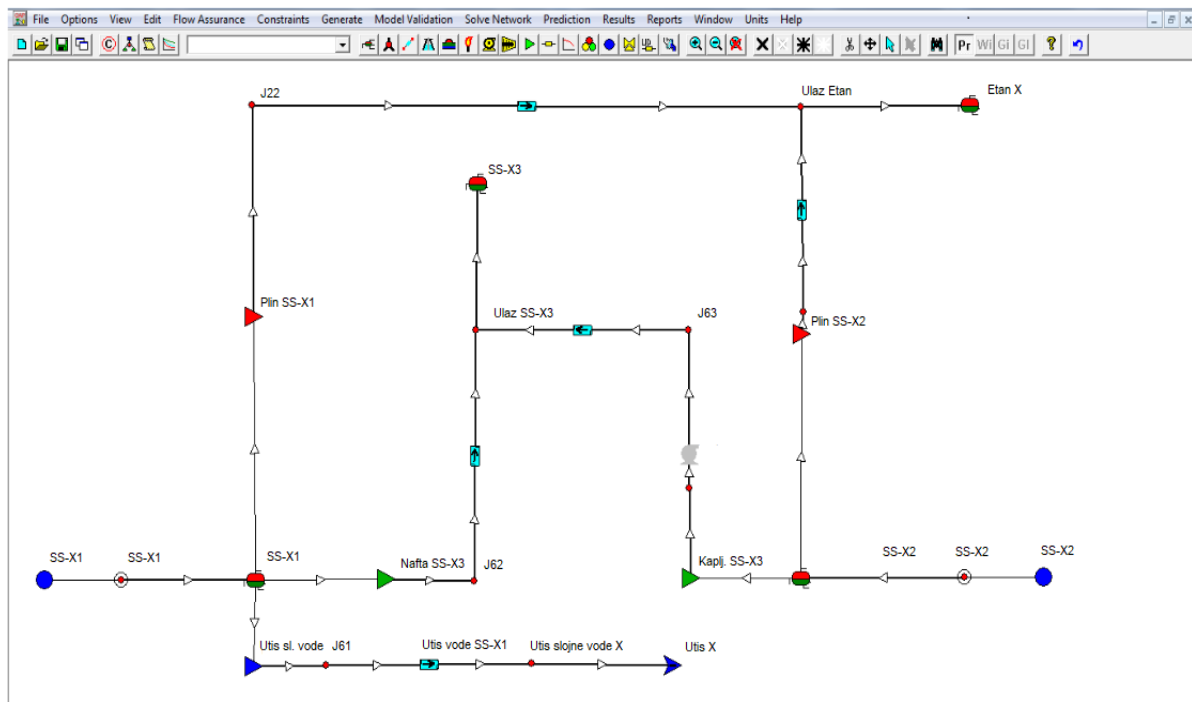 File Options View Edit Flow Assurance Constraints Generate Model Validation Solve Network Prediction Results Reports Window Units Help
Pr Wi Gi GI
J22
Ulaz Etan
Etan X
SS-X3
Plin SS-X1
Ulaz SS-X3
J63
Plin SS-X2
SS-X1
SS-X1
SS-X1
Nafta SS-X3
J62
Kaplj. SS-X3
SS-X2
SS-X2
SS-X2
Utis sl. vode
J61
Utis vode SS-X1
Utis slojne vode X
Utis X